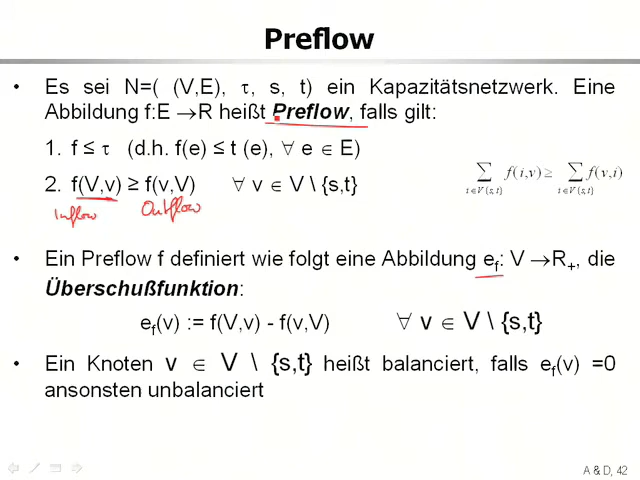 Preflow
• Es sei N=( (V,E), τ, s, t) ein Kapazitätsnetzwerk. Eine
Abbildung f:E →R heißt Preflow, falls gilt:
1. f ≤ τ (d.h. f(e) ≤ t (e), ∀ e ∈ E)
2. f(V,v) ≥ f(v,V) ∀ v ∈ V \ {s,t}
∑ f(i,v) ≥ ∑ f(v,i)
i∈V\{s,t} i∈V\{s,t}
Inflow Outflow
• Ein Preflow f definiert wie folgt eine Abbildung ef: V →R+, die
Überschußfunktion:
ef(v) := f(V,v) - f(v,V) ∀ v ∈ V \ {s,t}
• Ein Knoten v ∈ V \ {s,t} heißt balanciert, falls ef(v) =0
ansonsten unbalanciert
A & D, 42